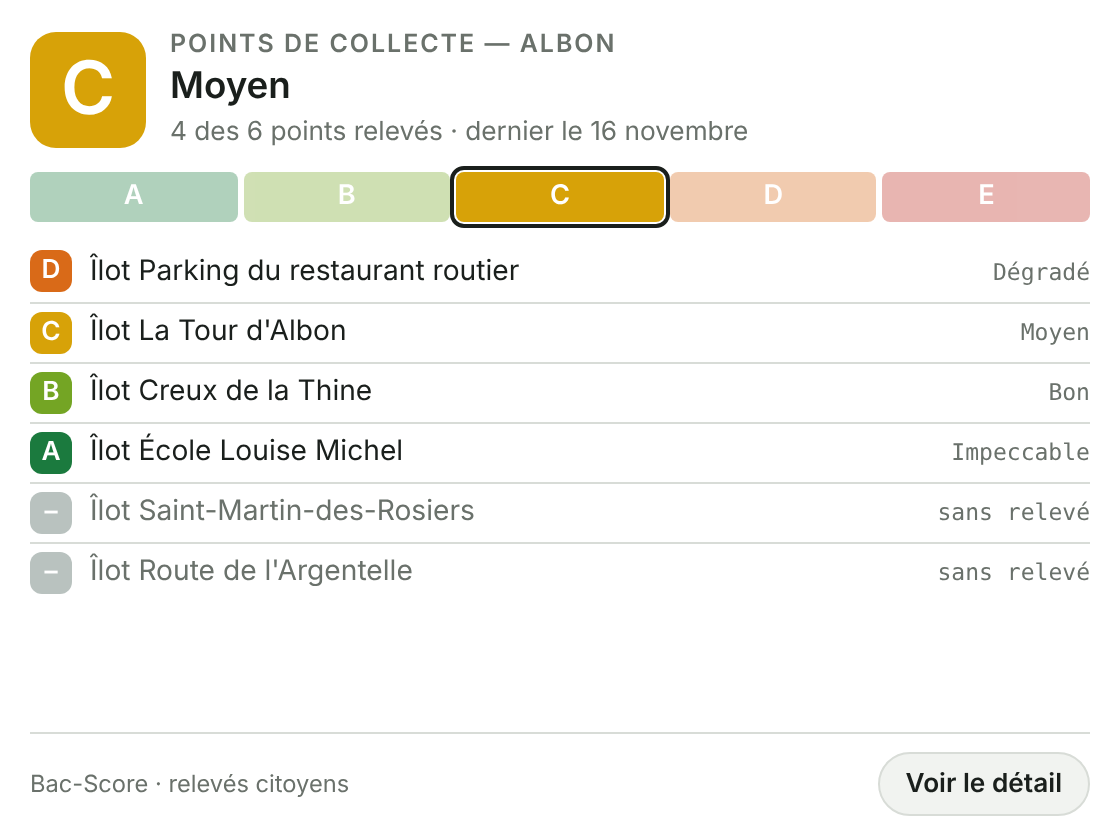 C
POINTS DE COLLECTE — ALBON
Moyen
4 des 6 points relevés · dernier le 16 novembre
A B C D E
D Îlot Parking du restaurant routier Dégradé
C Îlot La Tour d'Albon Moyen
B Îlot Creux de la Thine Bon
A Îlot École Louise Michel Impeccable
– Îlot Saint-Martin-des-Rosiers sans relevé
– Îlot Route de l'Argentelle sans relevé
Bac-Score · relevés citoyens Voir le détail